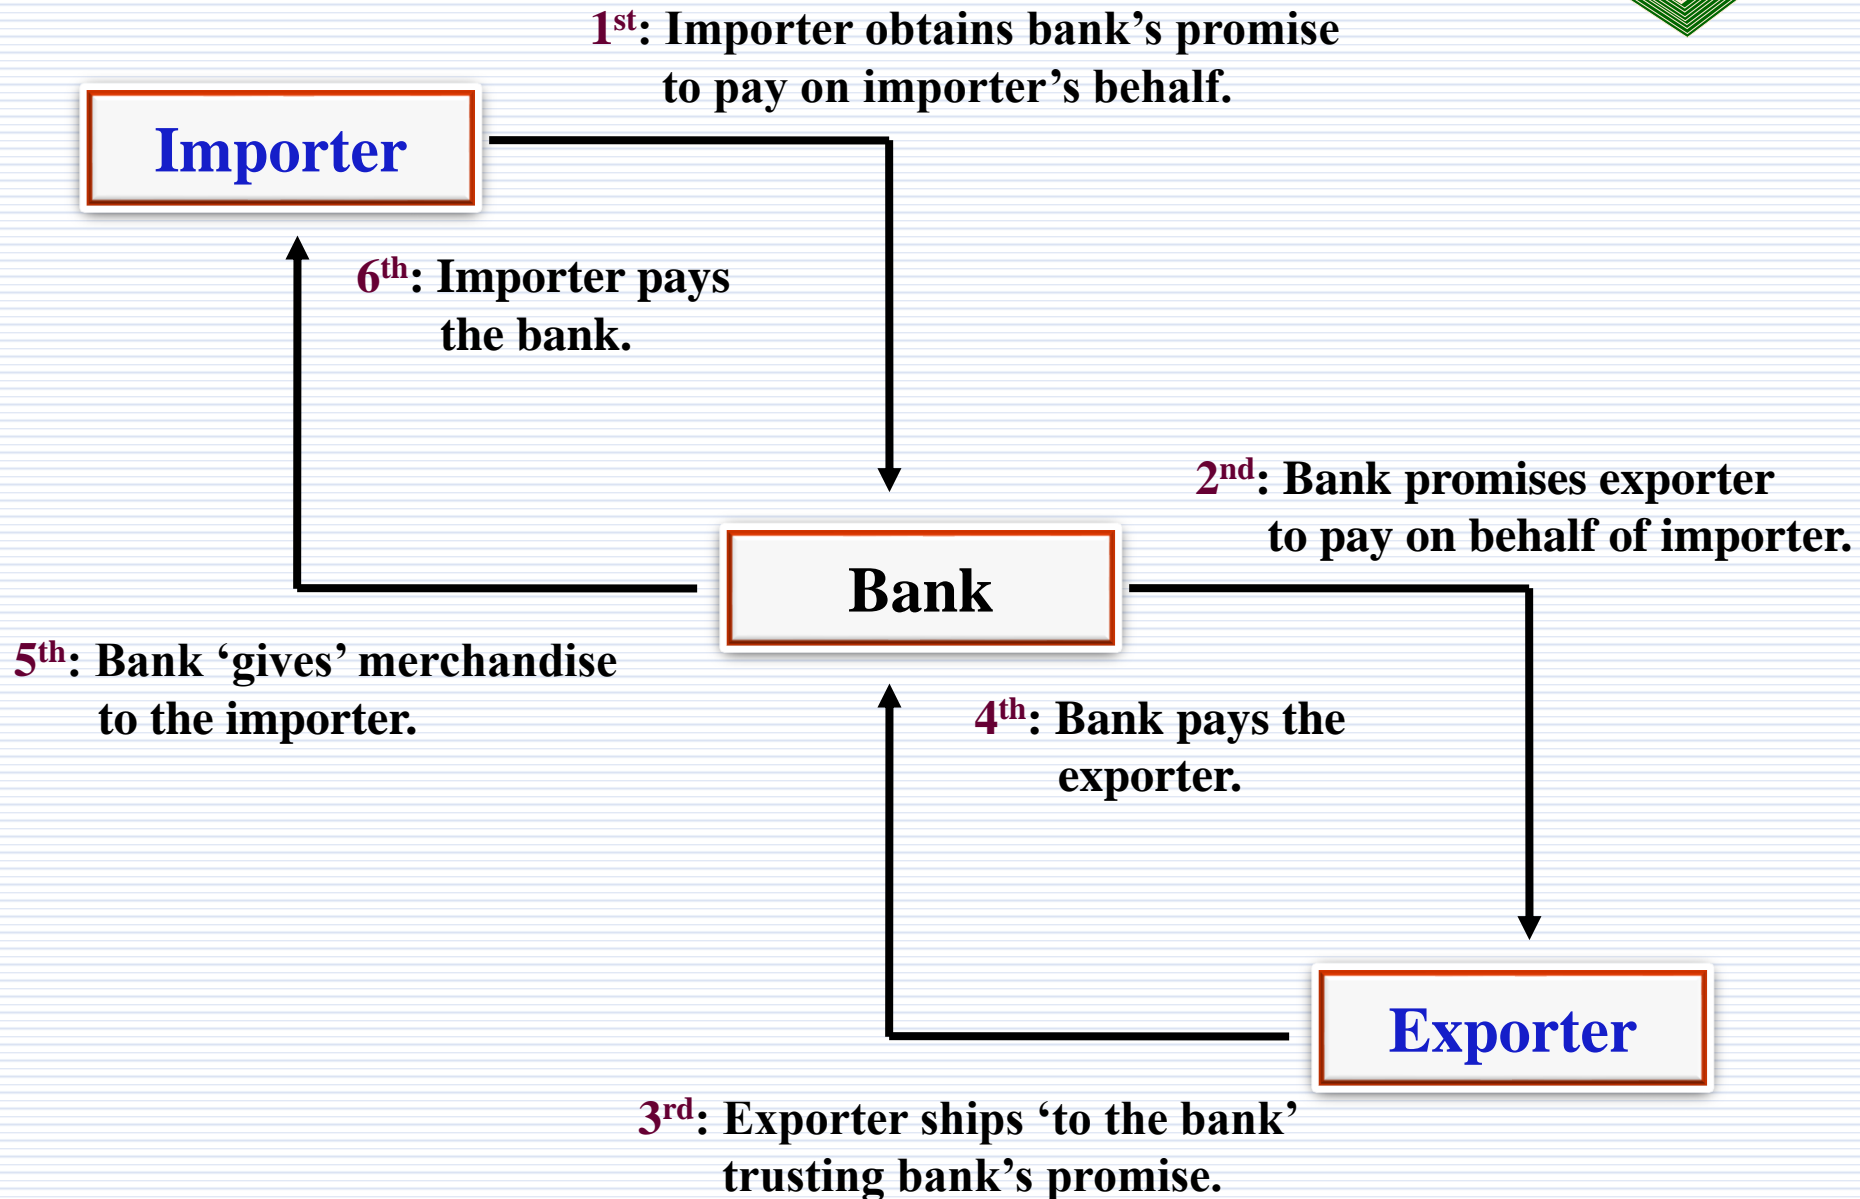 1st: Importer obtains bank’s promise
to pay on importer’s behalf.
Importer
6th: Importer pays
the bank.
2nd: Bank promises exporter
to pay on behalf of importer.
Bank
5th: Bank ‘gives’ merchandise
to the importer.
4th: Bank pays the
exporter.
Exporter
3rd: Exporter ships ‘to the bank’
trusting bank’s promise.